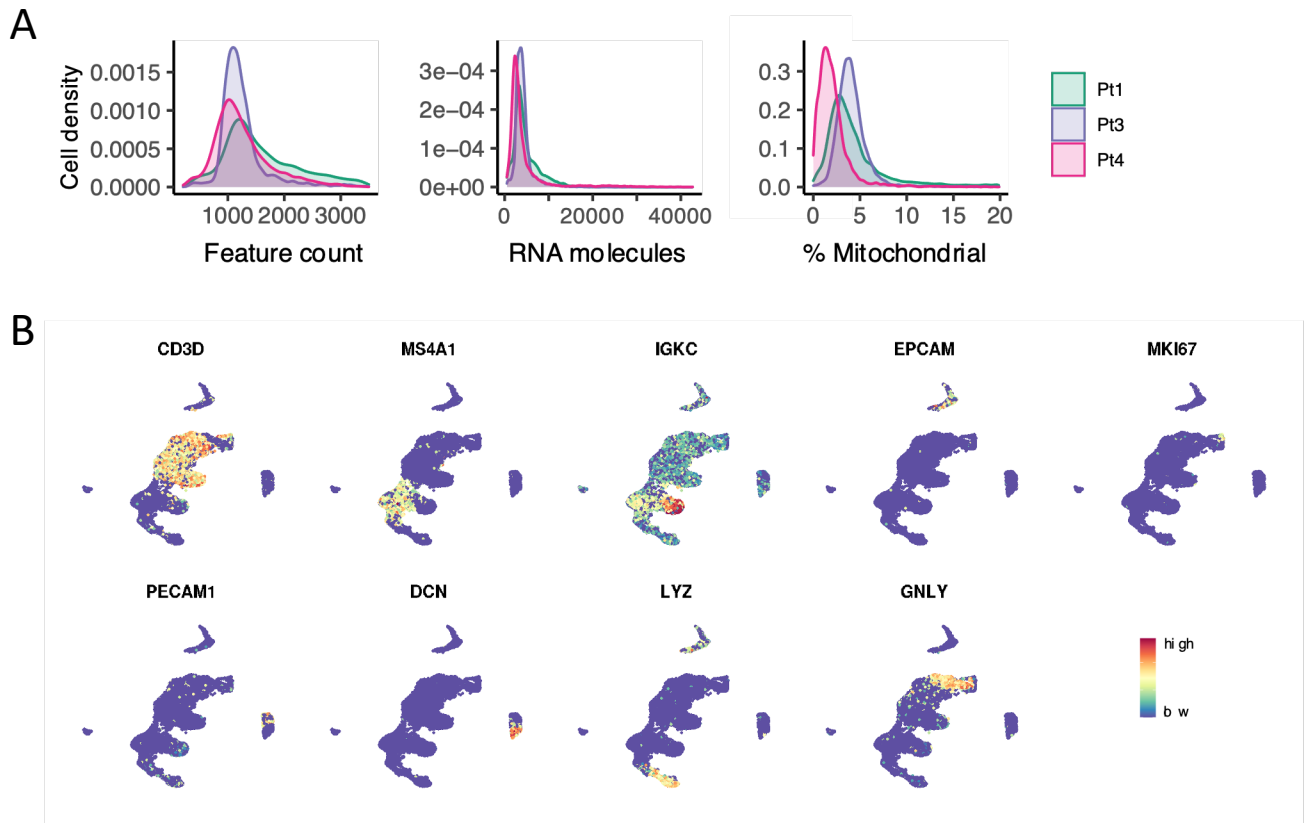 A
Cell density
0.0015
0.0010
0.0005
0.0000
1000 2000 3000
Feature count
3e-04
2e-04
1e-04
0e+00
0 20000 40000
RNA molecules
0.3
0.2
0.1
0.0
0 5 10 15 20
% Mitochondrial
Pt1
Pt3
Pt4
B
CD3D MS4A1 IGKC EPCAM MKI67
PECAM1 DCN LYZ GNLY
hi gh
b w